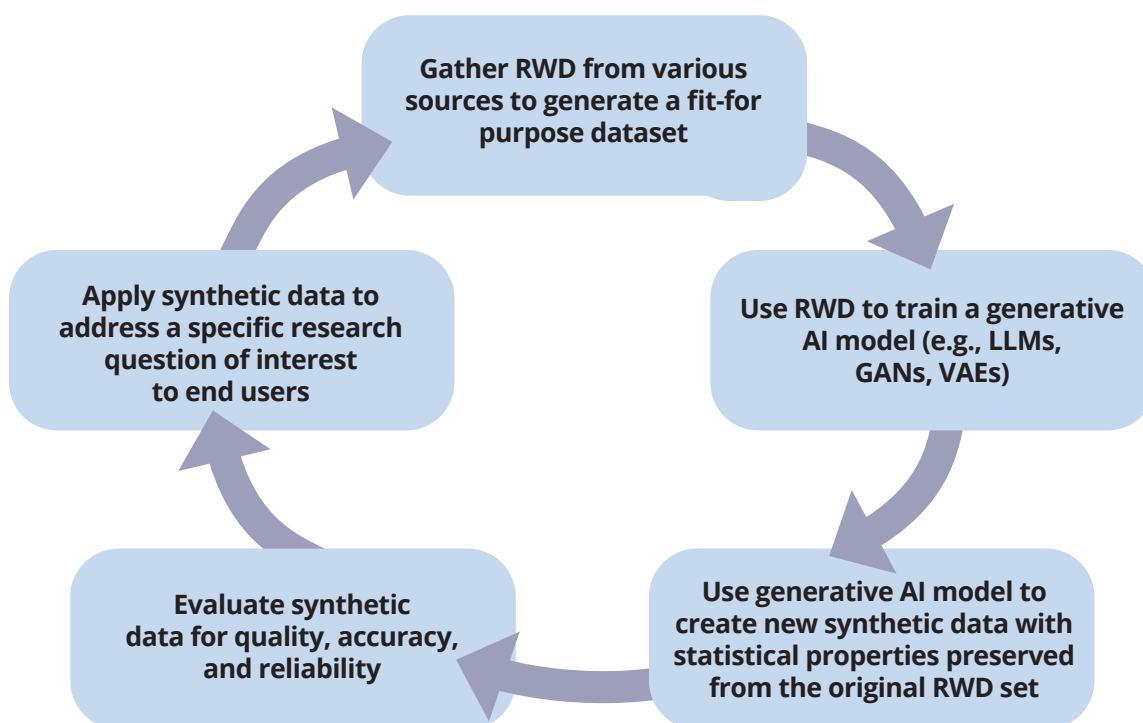 Gather RWD from various
sources to generate a fit-for
purpose dataset
Use RWD to train a generative
AI model (e.g., LLMs,
GANs, VAEs)
Use generative AI model to
create new synthetic data with
statistical properties preserved
from the original RWD set
Evaluate synthetic
data for quality, accuracy,
and reliability
Apply synthetic data to
address a specific research
question of interest
to end users